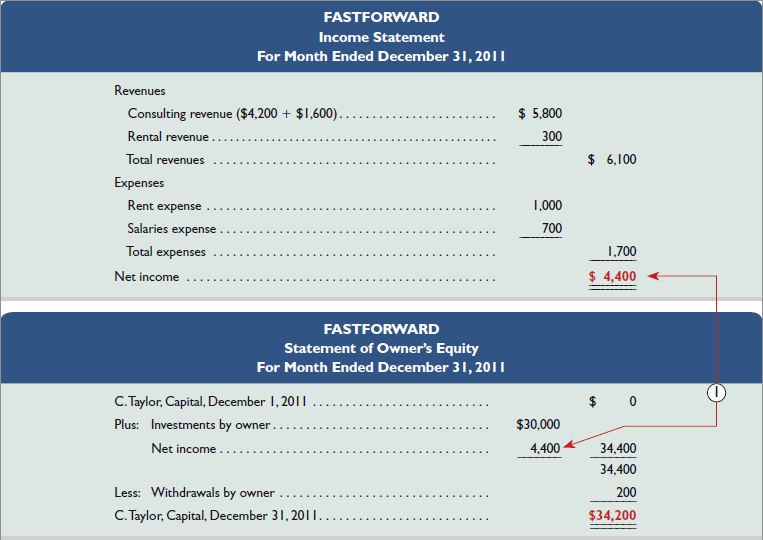 FASTFORWARD
Income Statement
For Month Ended December 31, 2011
Revenues
Consulting revenue ($4,200 + $1,600) . . . . . . . . . . . . . . . . . . . . . . . . $ 5,800
Rental revenue . . . . . . . . . . . . . . . . . . . . . . . . . . . . . . . . . . . . . . . . . . . 300
Total revenues . . . . . . . . . . . . . . . . . . . . . . . . . . . . . . . . . . . . . . . . . . . $ 6,100
Expenses
Rent expense . . . . . . . . . . . . . . . . . . . . . . . . . . . . . . . . . . . . . . . . . . . . 1,000
Salaries expense . . . . . . . . . . . . . . . . . . . . . . . . . . . . . . . . . . . . . . . . . . 700
Total expenses . . . . . . . . . . . . . . . . . . . . . . . . . . . . . . . . . . . . . . . . . . . 1,700
Net income . . . . . . . . . . . . . . . . . . . . . . . . . . . . . . . . . . . . . . . . . . . . . . . $ 4,400
FASTFORWARD
Statement of Owner's Equity
For Month Ended December 31, 2011
1
C. Taylor, Capital, December 1, 2011 . . . . . . . . . . . . . . . . . . . . . . . . . . . $ 0
Plus: Investments by owner . . . . . . . . . . . . . . . . . . . . . . . . . . . . . . . . . $30,000
Net income . . . . . . . . . . . . . . . . . . . . . . . . . . . . . . . . . . . . . . . . . 4,400 34,400
34,400
Less: Withdrawals by owner . . . . . . . . . . . . . . . . . . . . . . . . . . . . . . . . 200
C. Taylor, Capital, December 31, 2011 . . . . . . . . . . . . . . . . . . . . . . . . . . $34,200